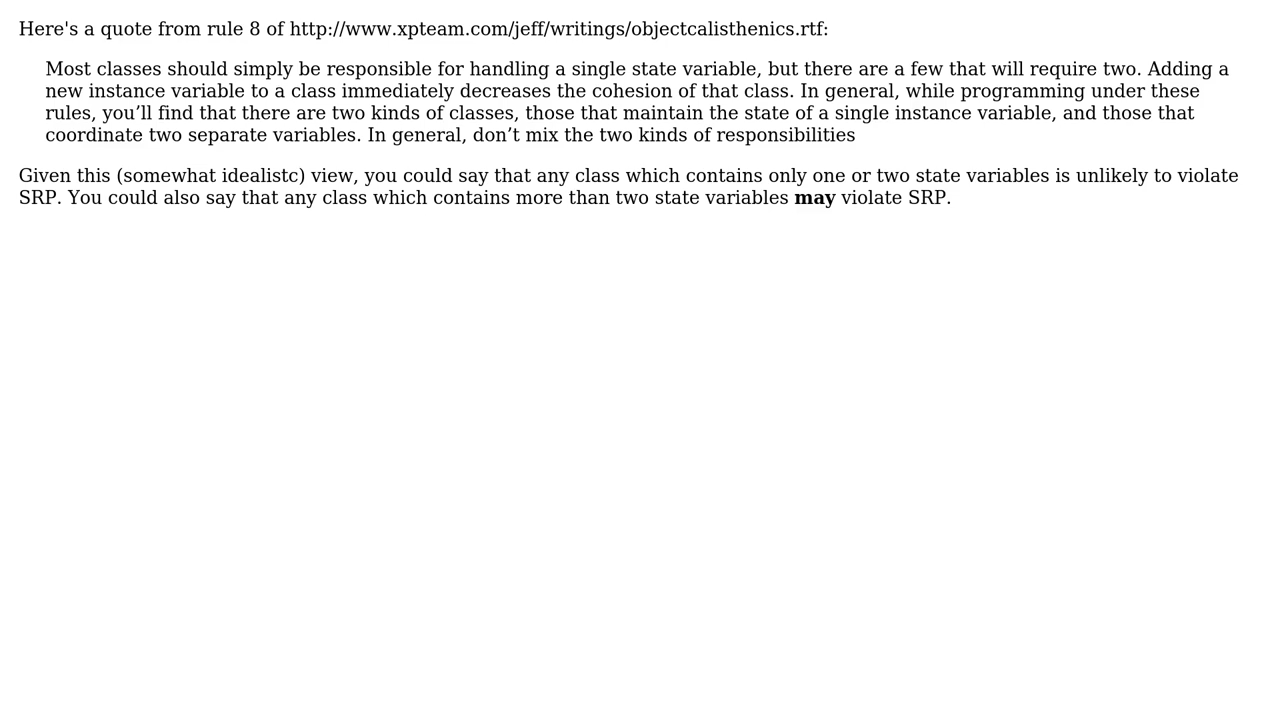 Here's a quote from rule 8 of http://www.xpteam.com/jeff/writings/objectcalisthenics.rtf:
Most classes should simply be responsible for handling a single state variable, but there are a few that will require two. Adding a
new instance variable to a class immediately decreases the cohesion of that class. In general, while programming under these
rules, you’ll find that there are two kinds of classes, those that maintain the state of a single instance variable, and those that
coordinate two separate variables. In general, don’t mix the two kinds of responsibilities
Given this (somewhat idealistc) view, you could say that any class which contains only one or two state variables is unlikely to violate
SRP. You could also say that any class which contains more than two state variables may violate SRP.